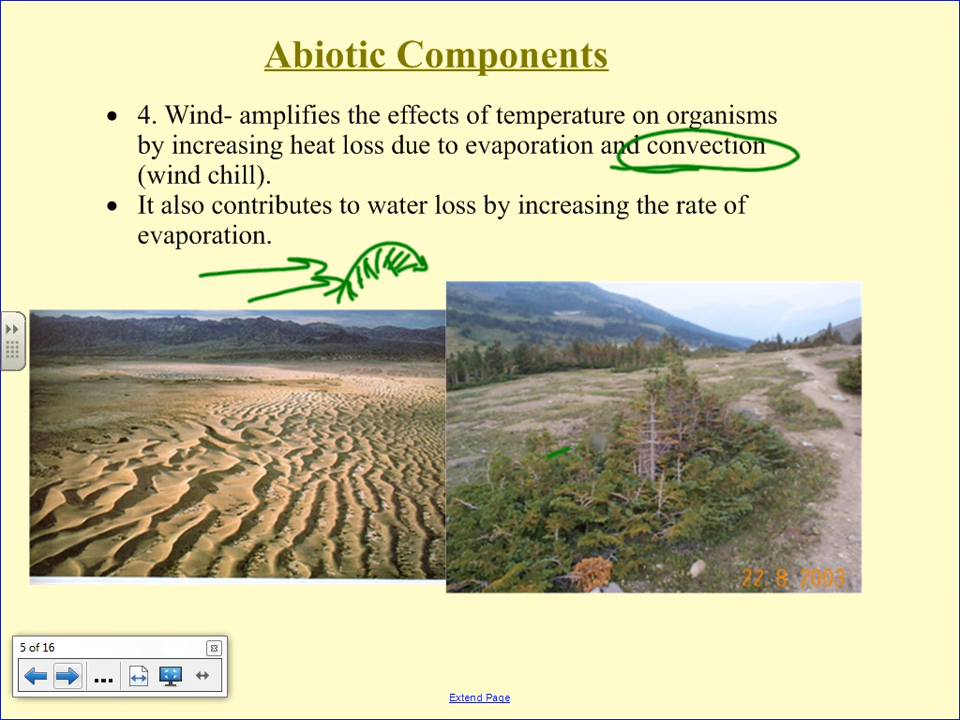 Abiotic Components
• 4. Wind- amplifies the effects of temperature on organisms
by increasing heat loss due to evaporation and convection
(wind chill).
• It also contributes to water loss by increasing the rate of
evaporation.
22 8 2003
5 of 16
...
Extend Page